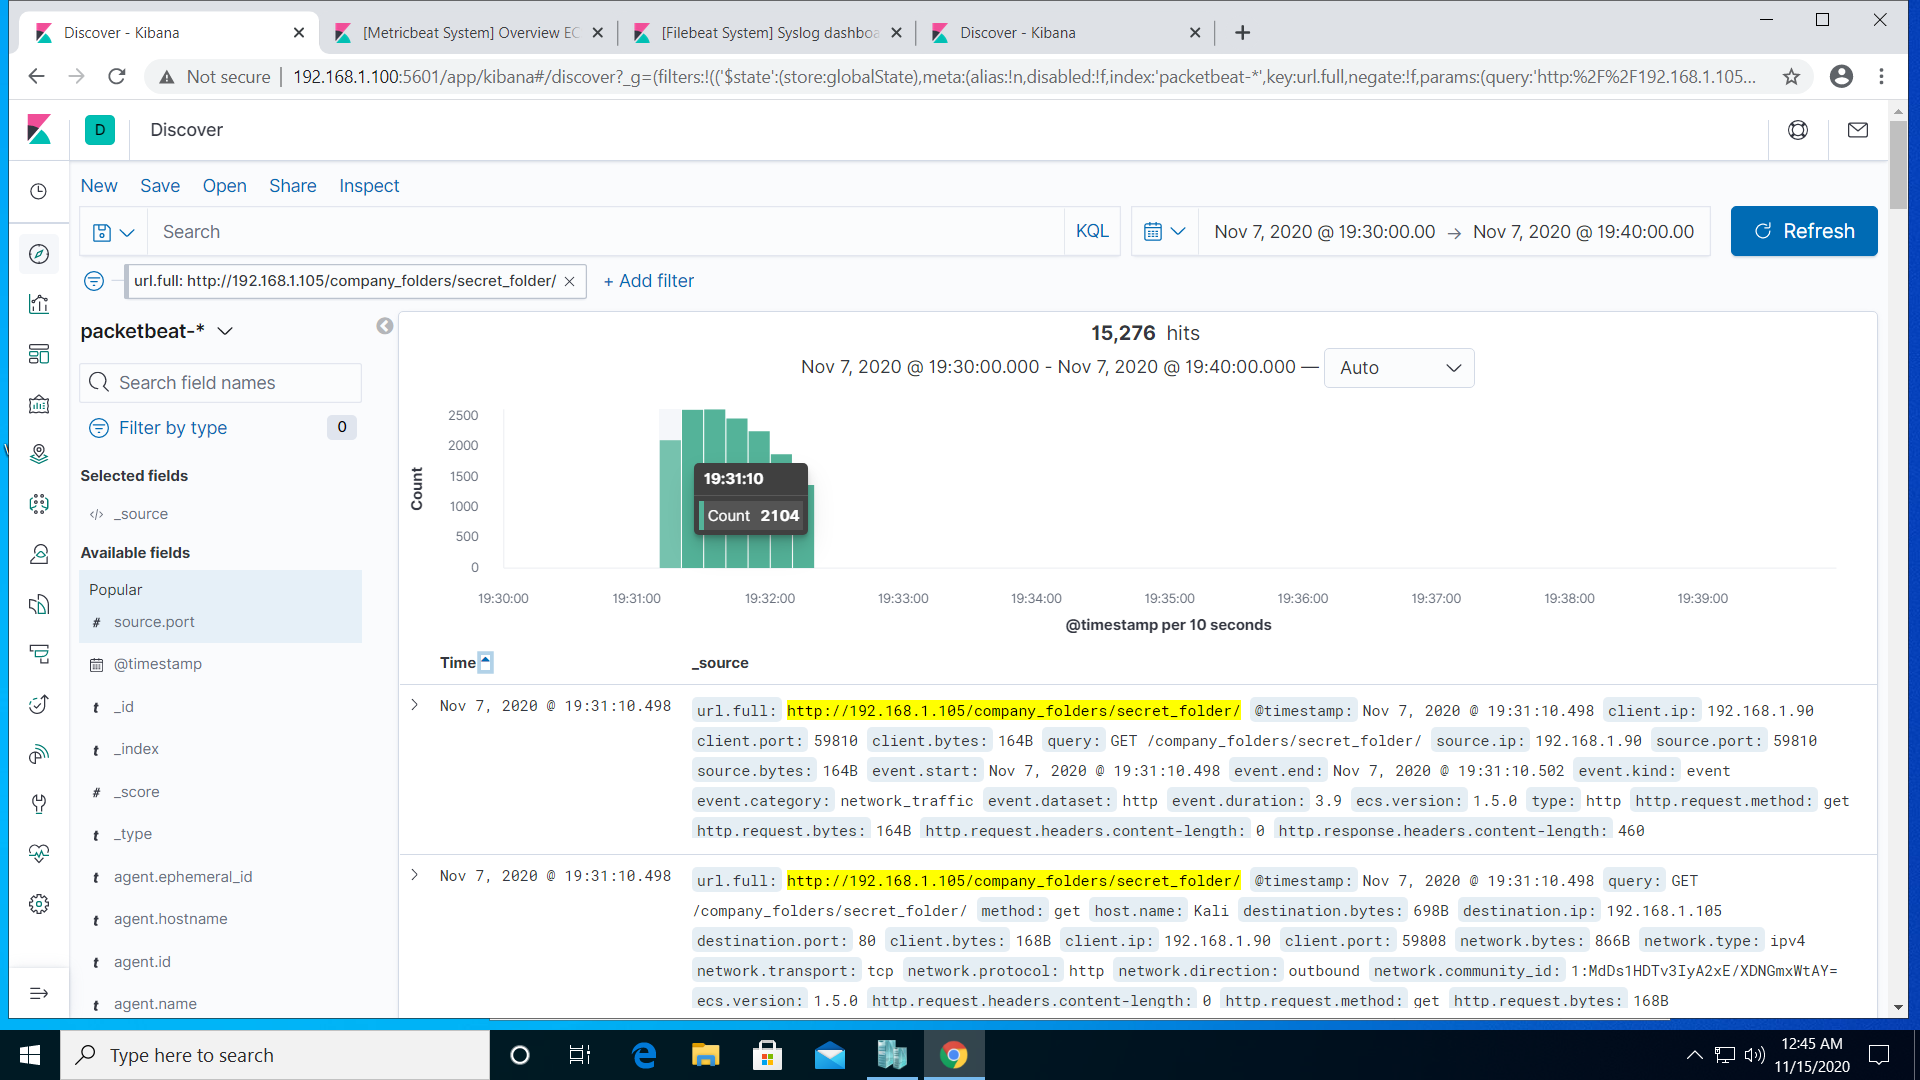 Discover - Kibana
[Metricbeat System] Overview EC
[Filebeat System] Syslog dashboa
Discover - Kibana
Not secure | 192.168.1.100:5601/app/kibana#/discover?_g=(filters:!(('$state':(store:globalState),meta:(alias:!n,disabled:!f,index:'packetbeat-*',key:url.full,negate:!f,params:(query:'http:%2F%2F192.168.1.105...
D Discover
New Save Open Share Inspect
Search KQL Nov 7, 2020 @ 19:30:00.00 → Nov 7, 2020 @ 19:40:00.00 Refresh
url.full: http://192.168.1.105/company_folders/secret_folder/ × + Add filter
packetbeat-*
Search field names
Filter by type 0
Selected fields
</> _source
Available fields
Popular
# source.port
@timestamp
t _id
t _index
# _score
t _type
t agent.ephemeral_id
t agent.hostname
t agent.id
t agent.name
15,276 hits
Nov 7, 2020 @ 19:30:00.000 - Nov 7, 2020 @ 19:40:00.000 — Auto
Count
2500
2000
1500
1000
500
0
19:31:10
Count 2104
19:30:00 19:31:00 19:32:00 19:33:00 19:34:00 19:35:00 19:36:00 19:37:00 19:38:00 19:39:00
@timestamp per 10 seconds
Time _source
Nov 7, 2020 @ 19:31:10.498 url.full: http://192.168.1.105/company_folders/secret_folder/ @timestamp: Nov 7, 2020 @ 19:31:10.498 client.ip: 192.168.1.90
client.port: 59810 client.bytes: 164B query: GET /company_folders/secret_folder/ source.ip: 192.168.1.90 source.port: 59810
source.bytes: 164B event.start: Nov 7, 2020 @ 19:31:10.498 event.end: Nov 7, 2020 @ 19:31:10.502 event.kind: event
event.category: network_traffic event.dataset: http event.duration: 3.9 ecs.version: 1.5.0 type: http http.request.method: get
http.request.bytes: 164B http.request.headers.content-length: 0 http.response.headers.content-length: 460
Nov 7, 2020 @ 19:31:10.498 url.full: http://192.168.1.105/company_folders/secret_folder/ @timestamp: Nov 7, 2020 @ 19:31:10.498 query: GET
/company_folders/secret_folder/ method: get host.name: Kali destination.bytes: 698B destination.ip: 192.168.1.105
destination.port: 80 client.bytes: 168B client.ip: 192.168.1.90 client.port: 59808 network.bytes: 866B network.type: ipv4
network.transport: tcp network.protocol: http network.direction: outbound network.community_id: 1:MdDs1HDTv3IyA2xE/XDNGmxWtAY=
ecs.version: 1.5.0 http.request.headers.content-length: 0 http.request.method: get http.request.bytes: 168B
Type here to search
12:45 AM
11/15/2020